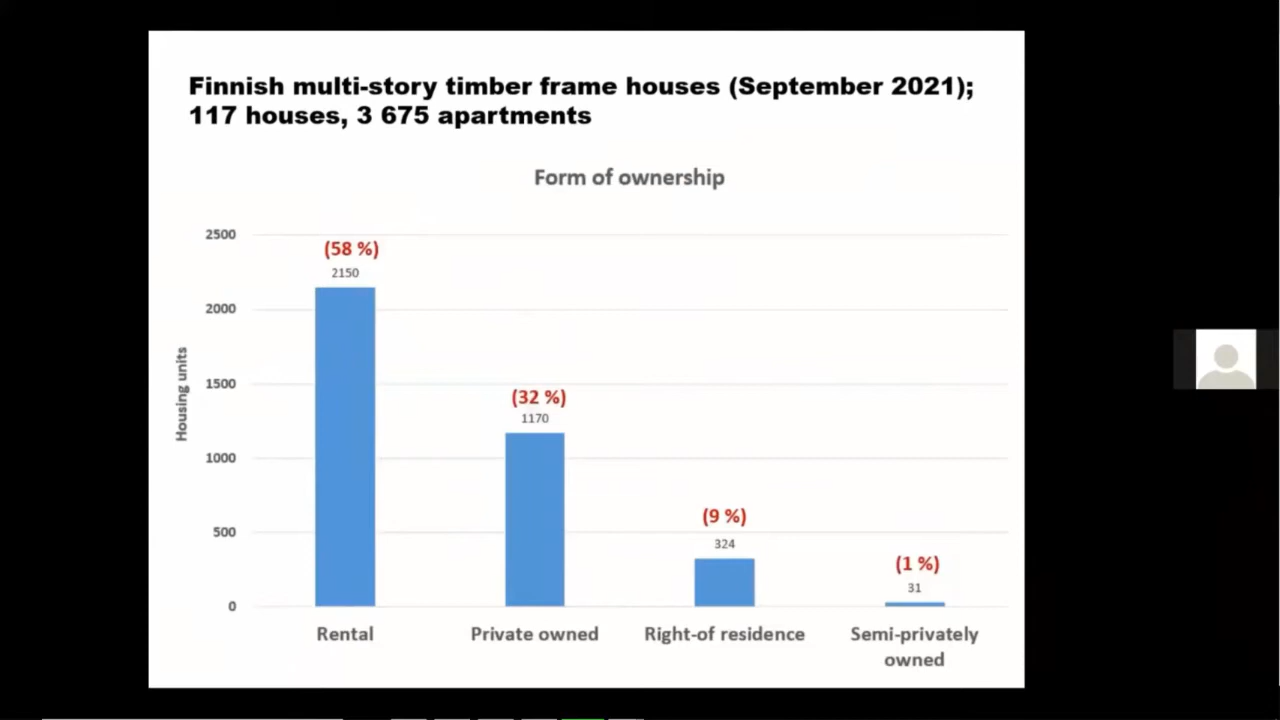 Finnish multi-story timber frame houses (September 2021);
117 houses, 3 675 apartments
Form of ownership
2500
2000
1500
1000
500
0
Housing units
(58 %)
2150
(32 %)
1170
(9 %)
324
(1 %)
31
Rental
Private owned
Right-of residence
Semi-privately
owned